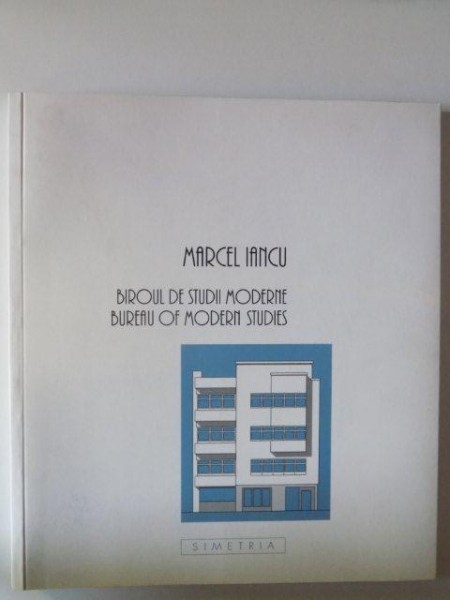 MARCEL IANCU
BIROUL DE STUDII MODERNE
BUREAU OF MODERN STUDIES
SIMETRIA